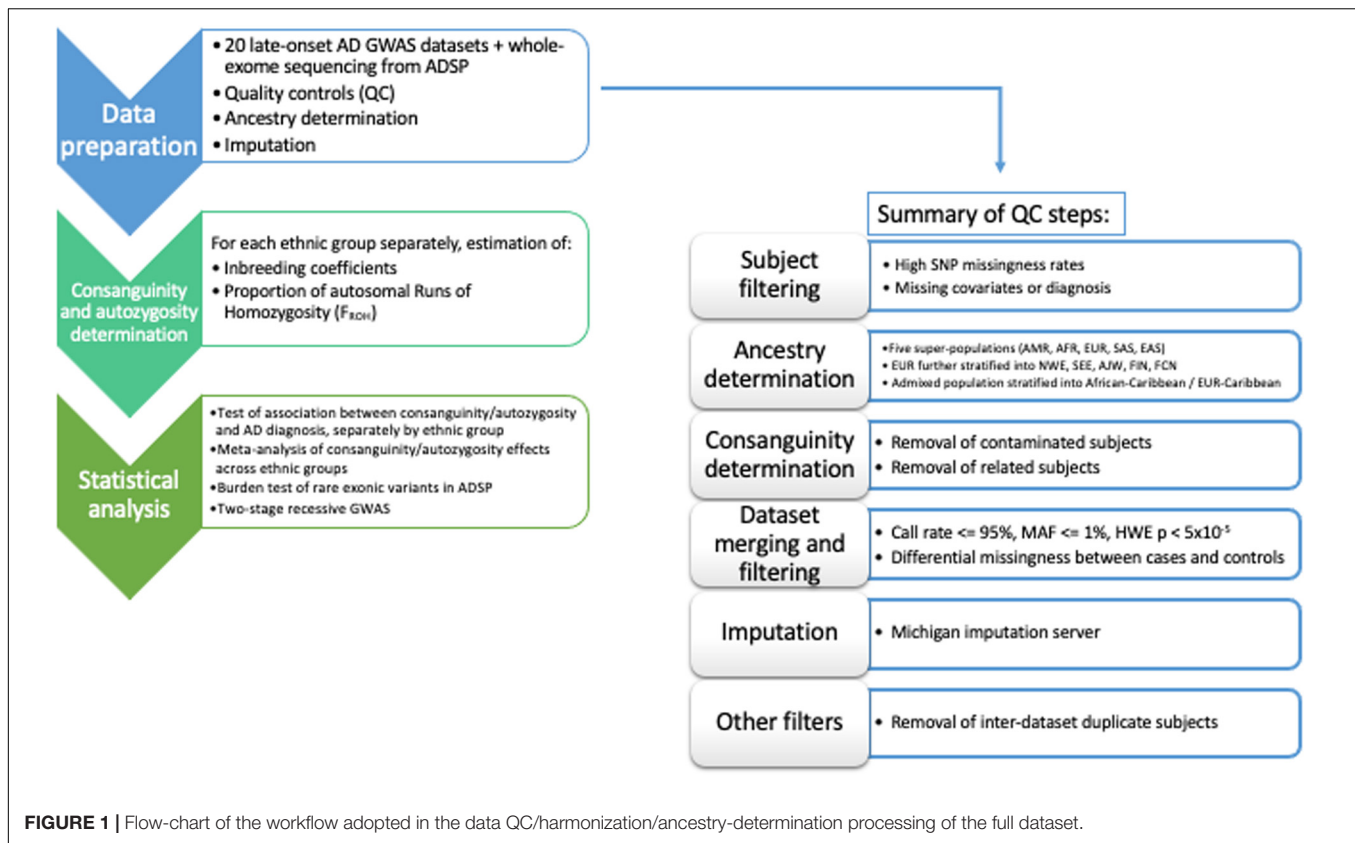 Data
preparation
• 20 late-onset AD GWAS datasets + whole-
exome sequencing from ADSP
• Quality controls (QC)
• Ancestry determination
• Imputation
Consanguinity
and autozygosity
determination
For each ethnic group separately, estimation of:
• Inbreeding coefficients
• Proportion of autosomal Runs of
Homozygosity (FROH)
Statistical
analysis
•Test of association between consanguinity/autozygosity
and AD diagnosis, separately by ethnic group
•Meta-analysis of consanguinity/autozygosity effects
across ethnic groups
•Burden test of rare exonic variants in ADSP
•Two-stage recessive GWAS
Summary of QC steps:
Subject
filtering
• High SNP missingness rates
• Missing covariates or diagnosis
Ancestry
determination
•Five super-populations (AMR, AFR, EUR, SAS, EAS)
• EUR further stratified into NWE, SEE, AJW, FIN, FCN
• Admixed population stratified into African-Caribbean / EUR-Caribbean
Consanguinity
determination
• Removal of contaminated subjects
• Removal of related subjects
Dataset
merging and
filtering
• Call rate <= 95%, MAF <= 1%, HWE p < 5x10⁻⁵
• Differential missingness between cases and controls
Imputation
• Michigan imputation server
Other filters
• Removal of inter-dataset duplicate subjects
FIGURE 1 | Flow-chart of the workflow adopted in the data QC/harmonization/ancestry-determination processing of the full dataset.